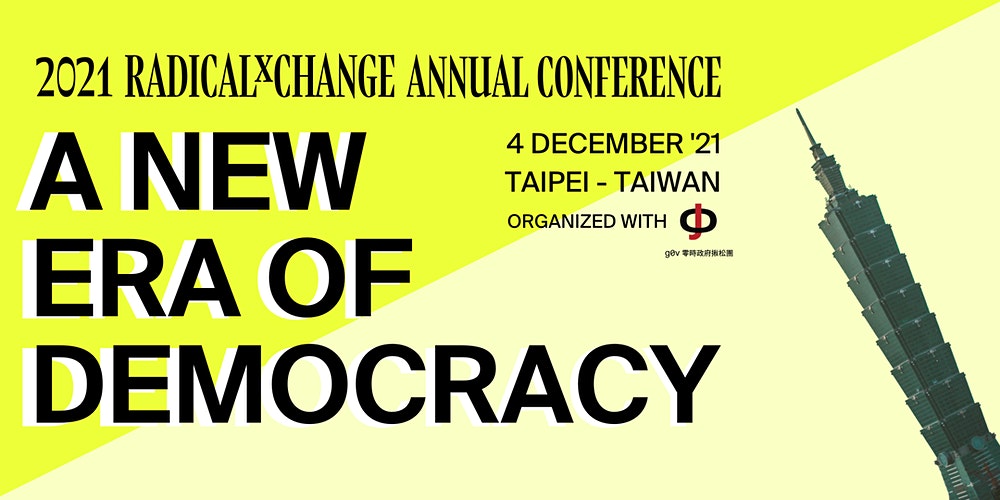 2021 RADICALXCHANGE ANNUAL CONFERENCE
A NEW
ERA OF
DEMOCRACY
4 DECEMBER '21
TAIPEI - TAIWAN
ORGANIZED WITH
g0v 零時政府揪松團